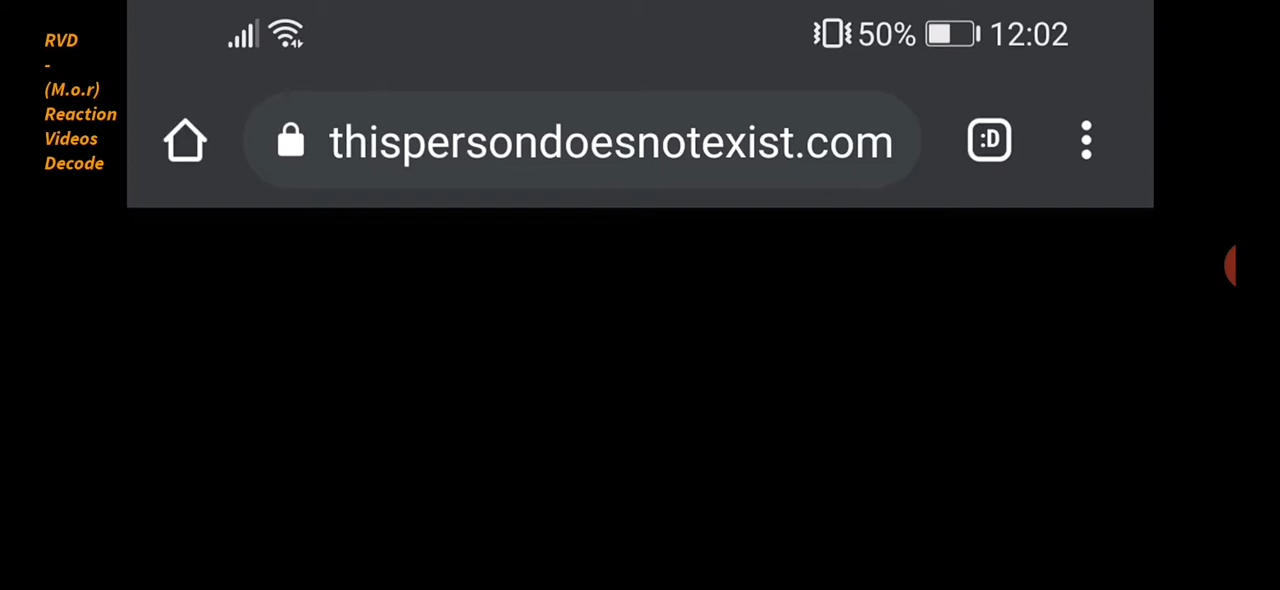 RVD
-
(M.o.r)
Reaction
Videos
Decode
50% 12:02
thispersondoesnotexist.com :D